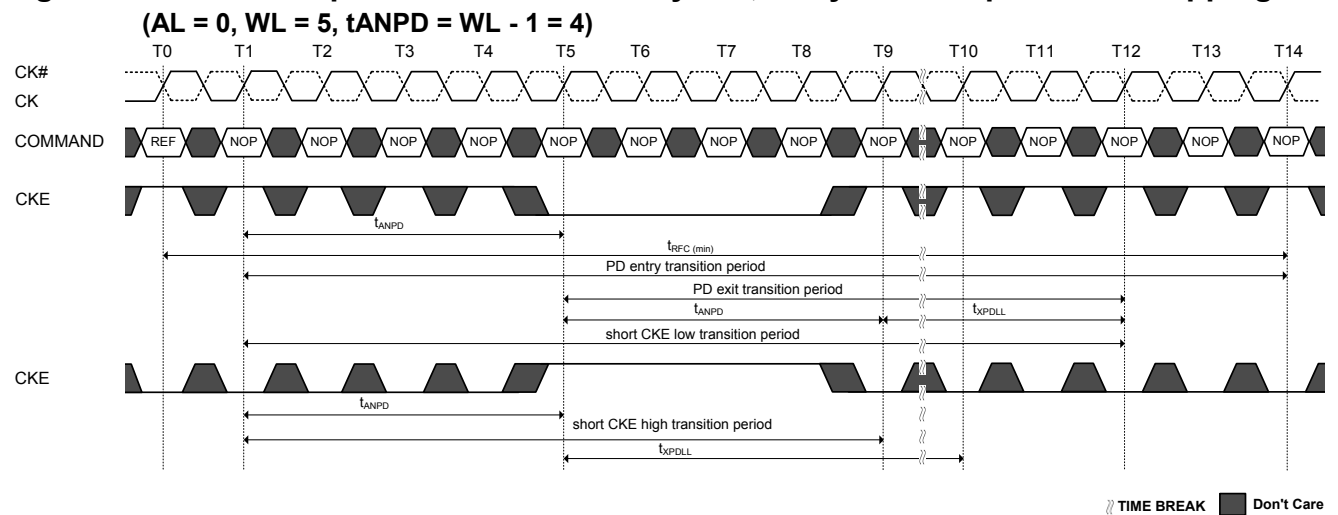 (AL = 0, WL = 5, tANPD = WL - 1 = 4)
T0 T1 T2 T3 T4 T5 T6 T7 T8 T9 T10 T11 T12 T13 T14
CK#
CK
COMMAND REF NOP NOP NOP NOP NOP NOP NOP NOP NOP NOP NOP NOP NOP NOP
CKE
tANPD
tRFC (min)
PD entry transition period
PD exit transition period
tANPD tXPDLL
short CKE low transition period
CKE
tANPD
short CKE high transition period
tXPDLL
TIME BREAK Don't Care